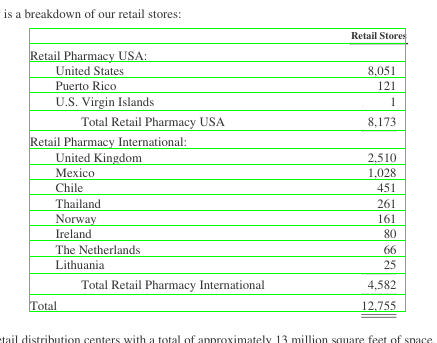 is a breakdown of our retail stores:
Retail Stores
Retail Pharmacy USA:
United States 8,051
Puerto Rico 121
U.S. Virgin Islands 1
Total Retail Pharmacy USA 8,173
Retail Pharmacy International:
United Kingdom 2,510
Mexico 1,028
Chile 451
Thailand 261
Norway 161
Ireland 80
The Netherlands 66
Lithuania 25
Total Retail Pharmacy International 4,582
Total 12,755
etail distribution centers with a total of approximately 13 million square feet of space,